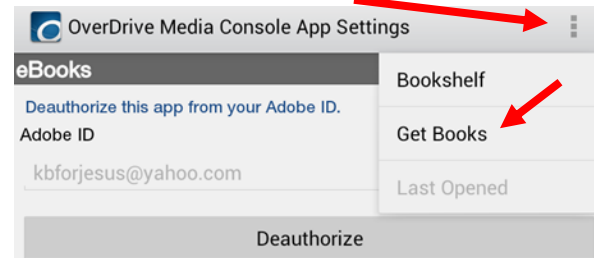 OverDrive Media Console App Settings
eBooks
Bookshelf
Deauthorize this app from your Adobe ID.
Adobe ID
Get Books
kbforjesus@yahoo.com
Last Opened
Deauthorize